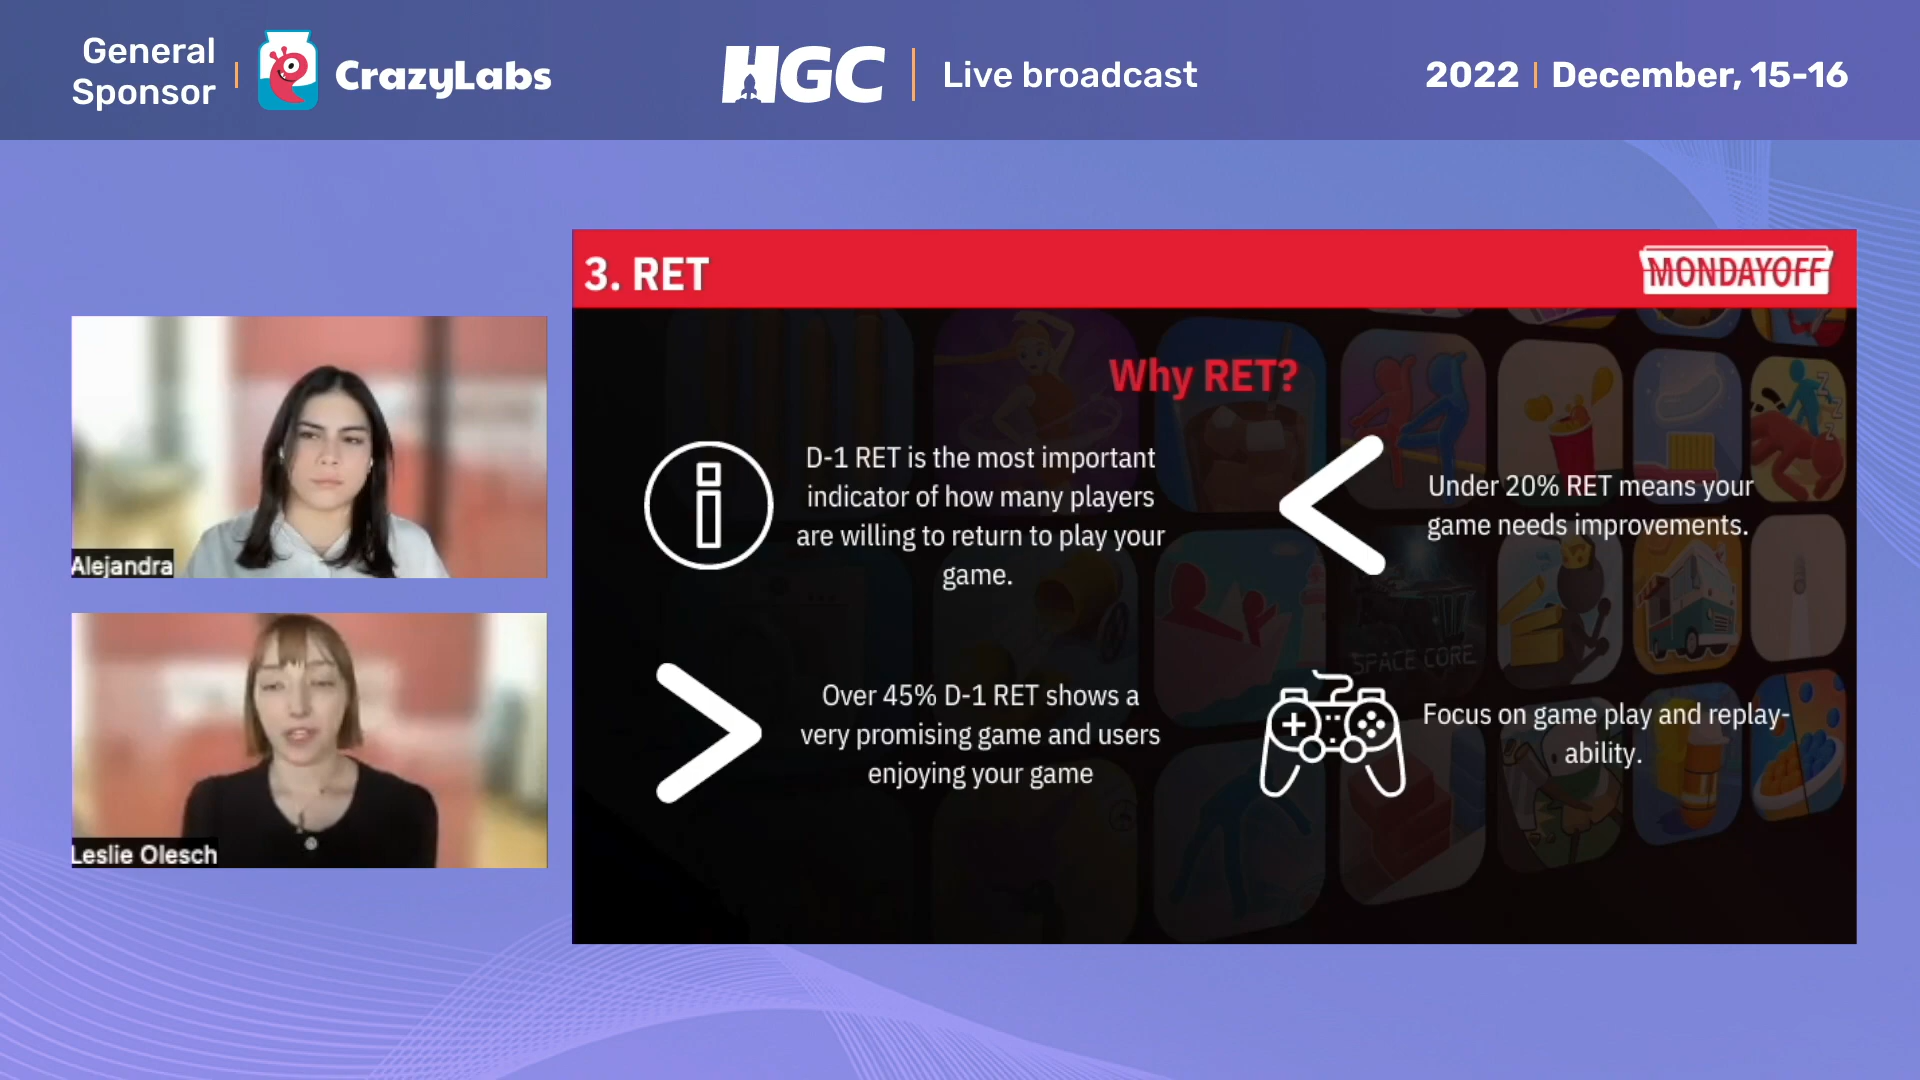 General
Sponsor
CrazyLabs
HGC
Live broadcast
2022
December, 15-16
3. RET
MONDAYOFF
Why RET?
D-1 RET is the most important
indicator of how many players
are willing to return to play your
game.
Under 20% RET means your
game needs improvements.
Over 45% D-1 RET shows a
very promising game and users
enjoying your game
Focus on game play and replay-
ability.
SPACE CORE
Z
Z
Z
Alejandra
Leslie Olesch